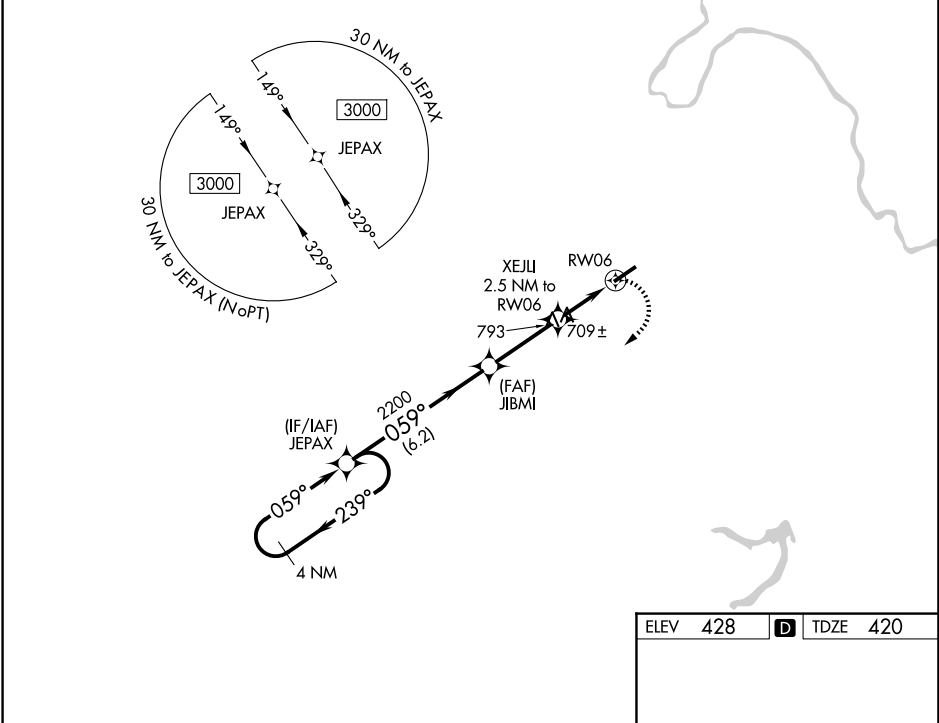 30 NM to JEPAX
149°
3000
JEPAX
329°
149°
3000
JEPAX
329°
30 NM to JEPAX (NoPT)
XEJLI
2.5 NM to
RW06
RW06
793
709±
(FAF)
JIBMI
2200
059°
(6.2)
(IF/IAF)
JEPAX
059°
239°
4 NM
ELEV 428 D TDZE 420